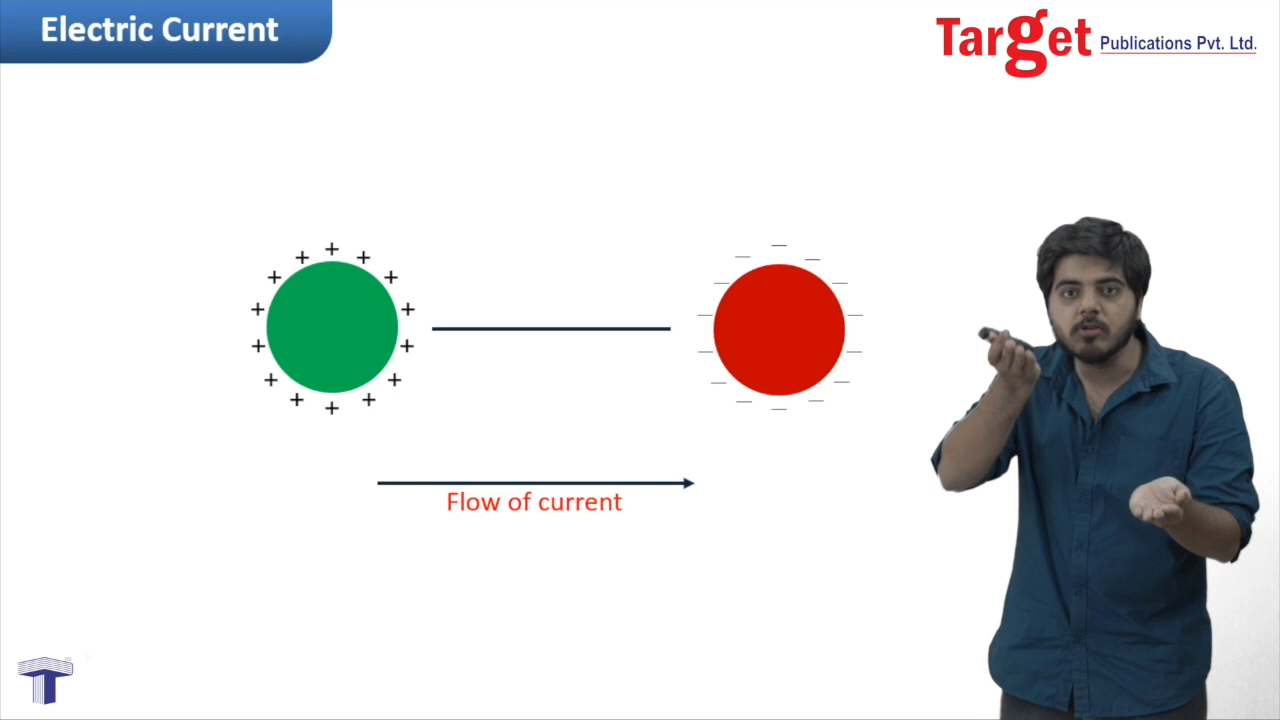 Electric Current
Target Publications Pvt. Ltd.
Flow of current